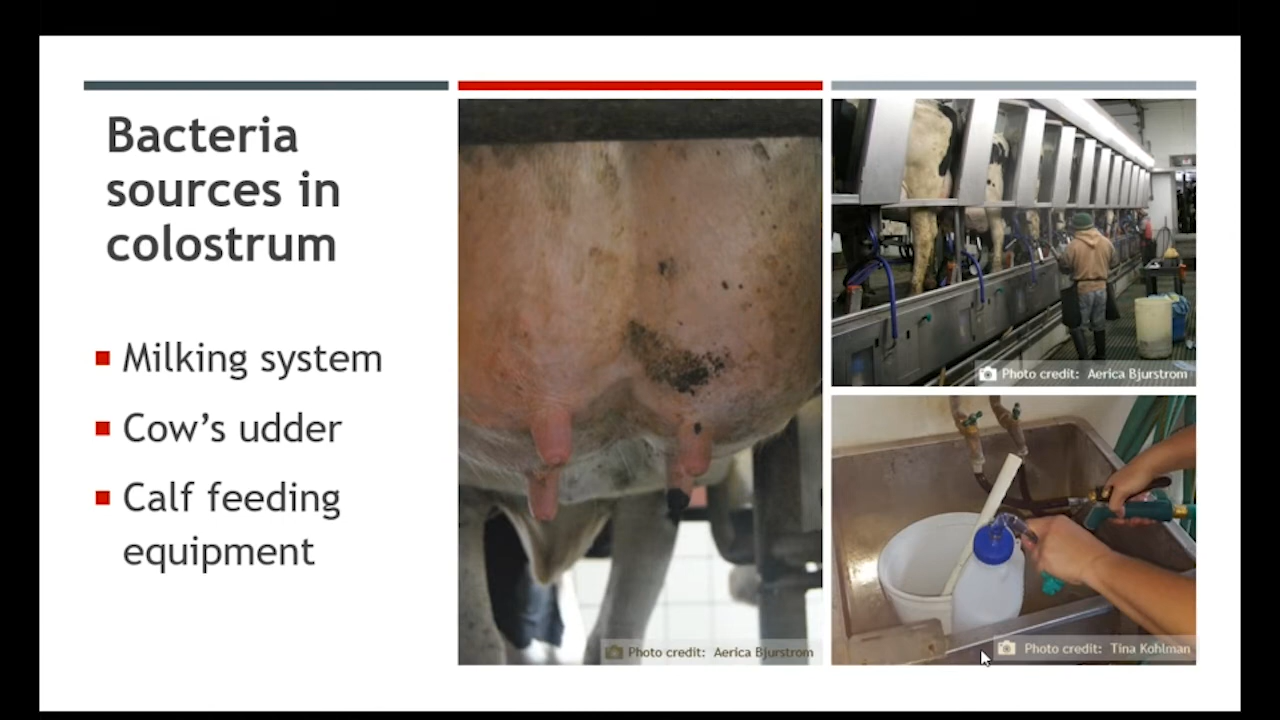 Bacteria
sources in
colostrum
Milking system
Cow’s udder
Calf feeding
equipment
Photo credit: Aerica Bjurstrom
Photo credit: Aerica Bjurstrom
Photo credit: Tina Kohlman